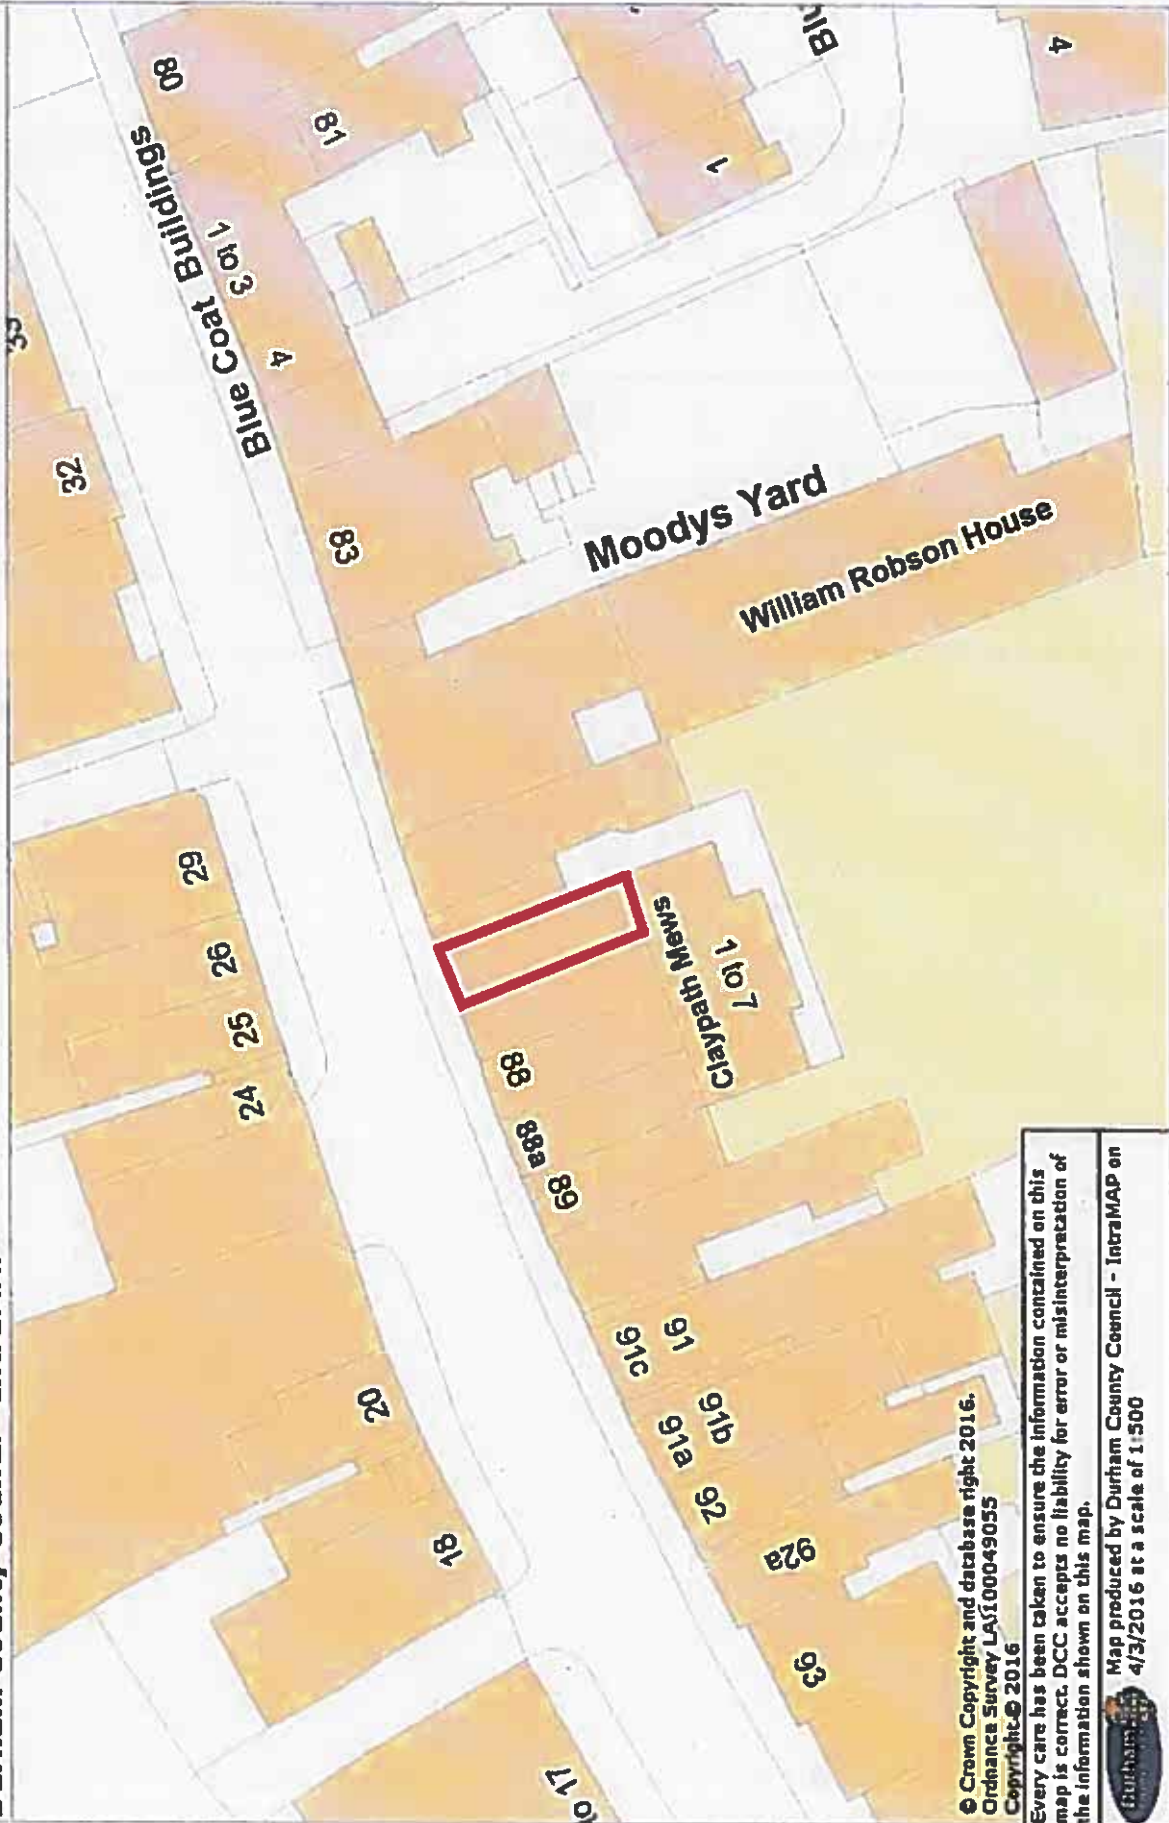 80
81
Blue Coat Buildings
1 to 3
4
83
1
4
32
33
Moodys Yard
William Robson House
29
26
25
24
Claypath Mews
1 to 7
88
88a
89
91c
91
91a
91b
92
92a
93
20
18
to 17
© Crown Copyright and database right 2016.
Ordnance Survey LA 100049055
Copyright © 2016
Every care has been taken to ensure the information contained on this
map is correct. DCC accepts no liability for error or misinterpretation of
the information shown on this map.
Map produced by Durham County Council - IntraMAP on
4/3/2016 at a scale of 1:500